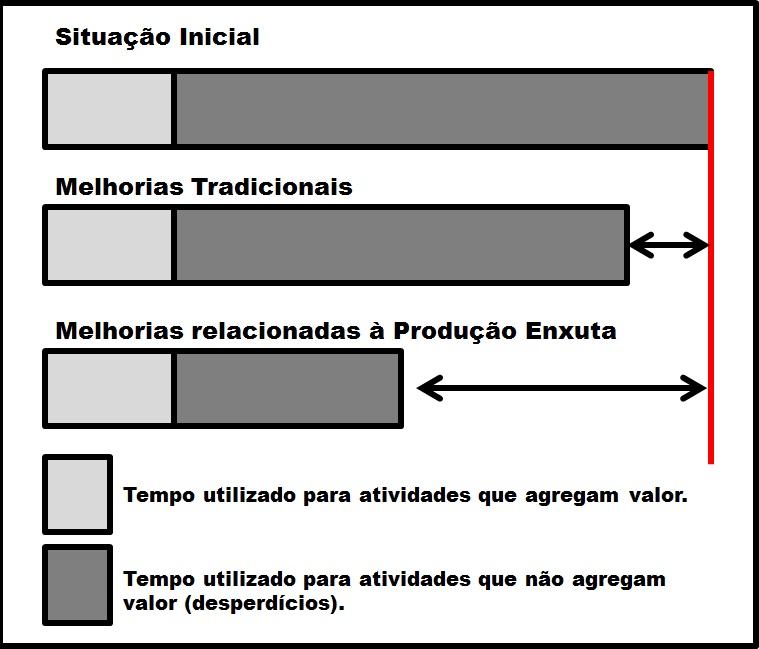 Situação Inicial
Melhorias Tradicionais
Melhorias relacionadas à Produção Enxuta
Tempo utilizado para atividades que agregam valor.
Tempo utilizado para atividades que não agregam
valor (desperdícios).